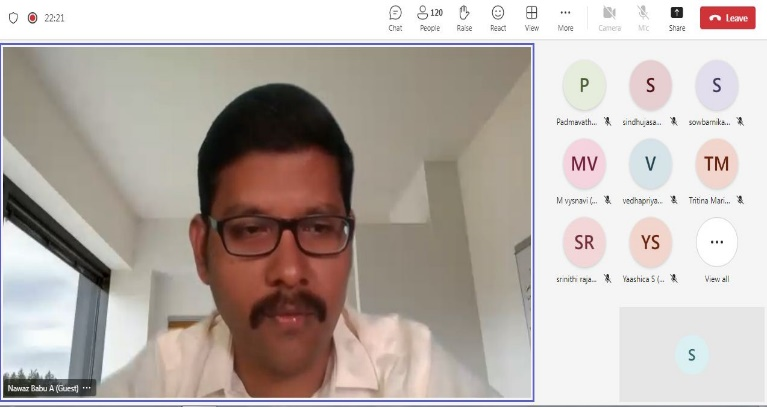 22:21
120
Chat
People
Raise
React
View
More
Camera
Mic
Share
Leave
P
S
S
Padmavath...
sindhujasa...
sowbarnika...
MV
V
TM
M vysnavi (...
vedhapriya...
Tritina Mari...
SR
YS
...
srinithi raja...
Yaashica S (...
View all
S
Nawaz Babu A (Guest) ...